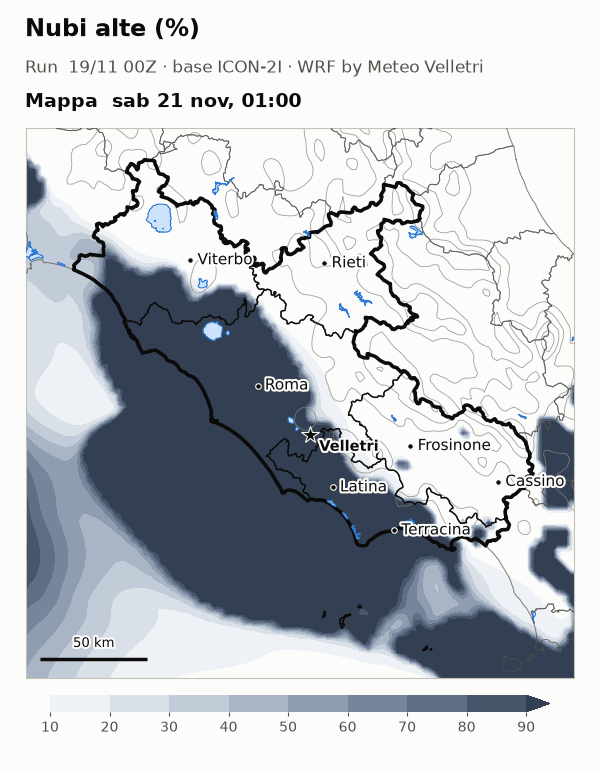 Nubi alte (%)
Run 19/11 00Z · base ICON-2I · WRF by Meteo Velletri
Mappa sab 21 nov, 01:00
Viterbo
Rieti
Roma
Velletri
Frosinone
Cassino
Latina
Terracina
50 km
10 20 30 40 50 60 70 80 90